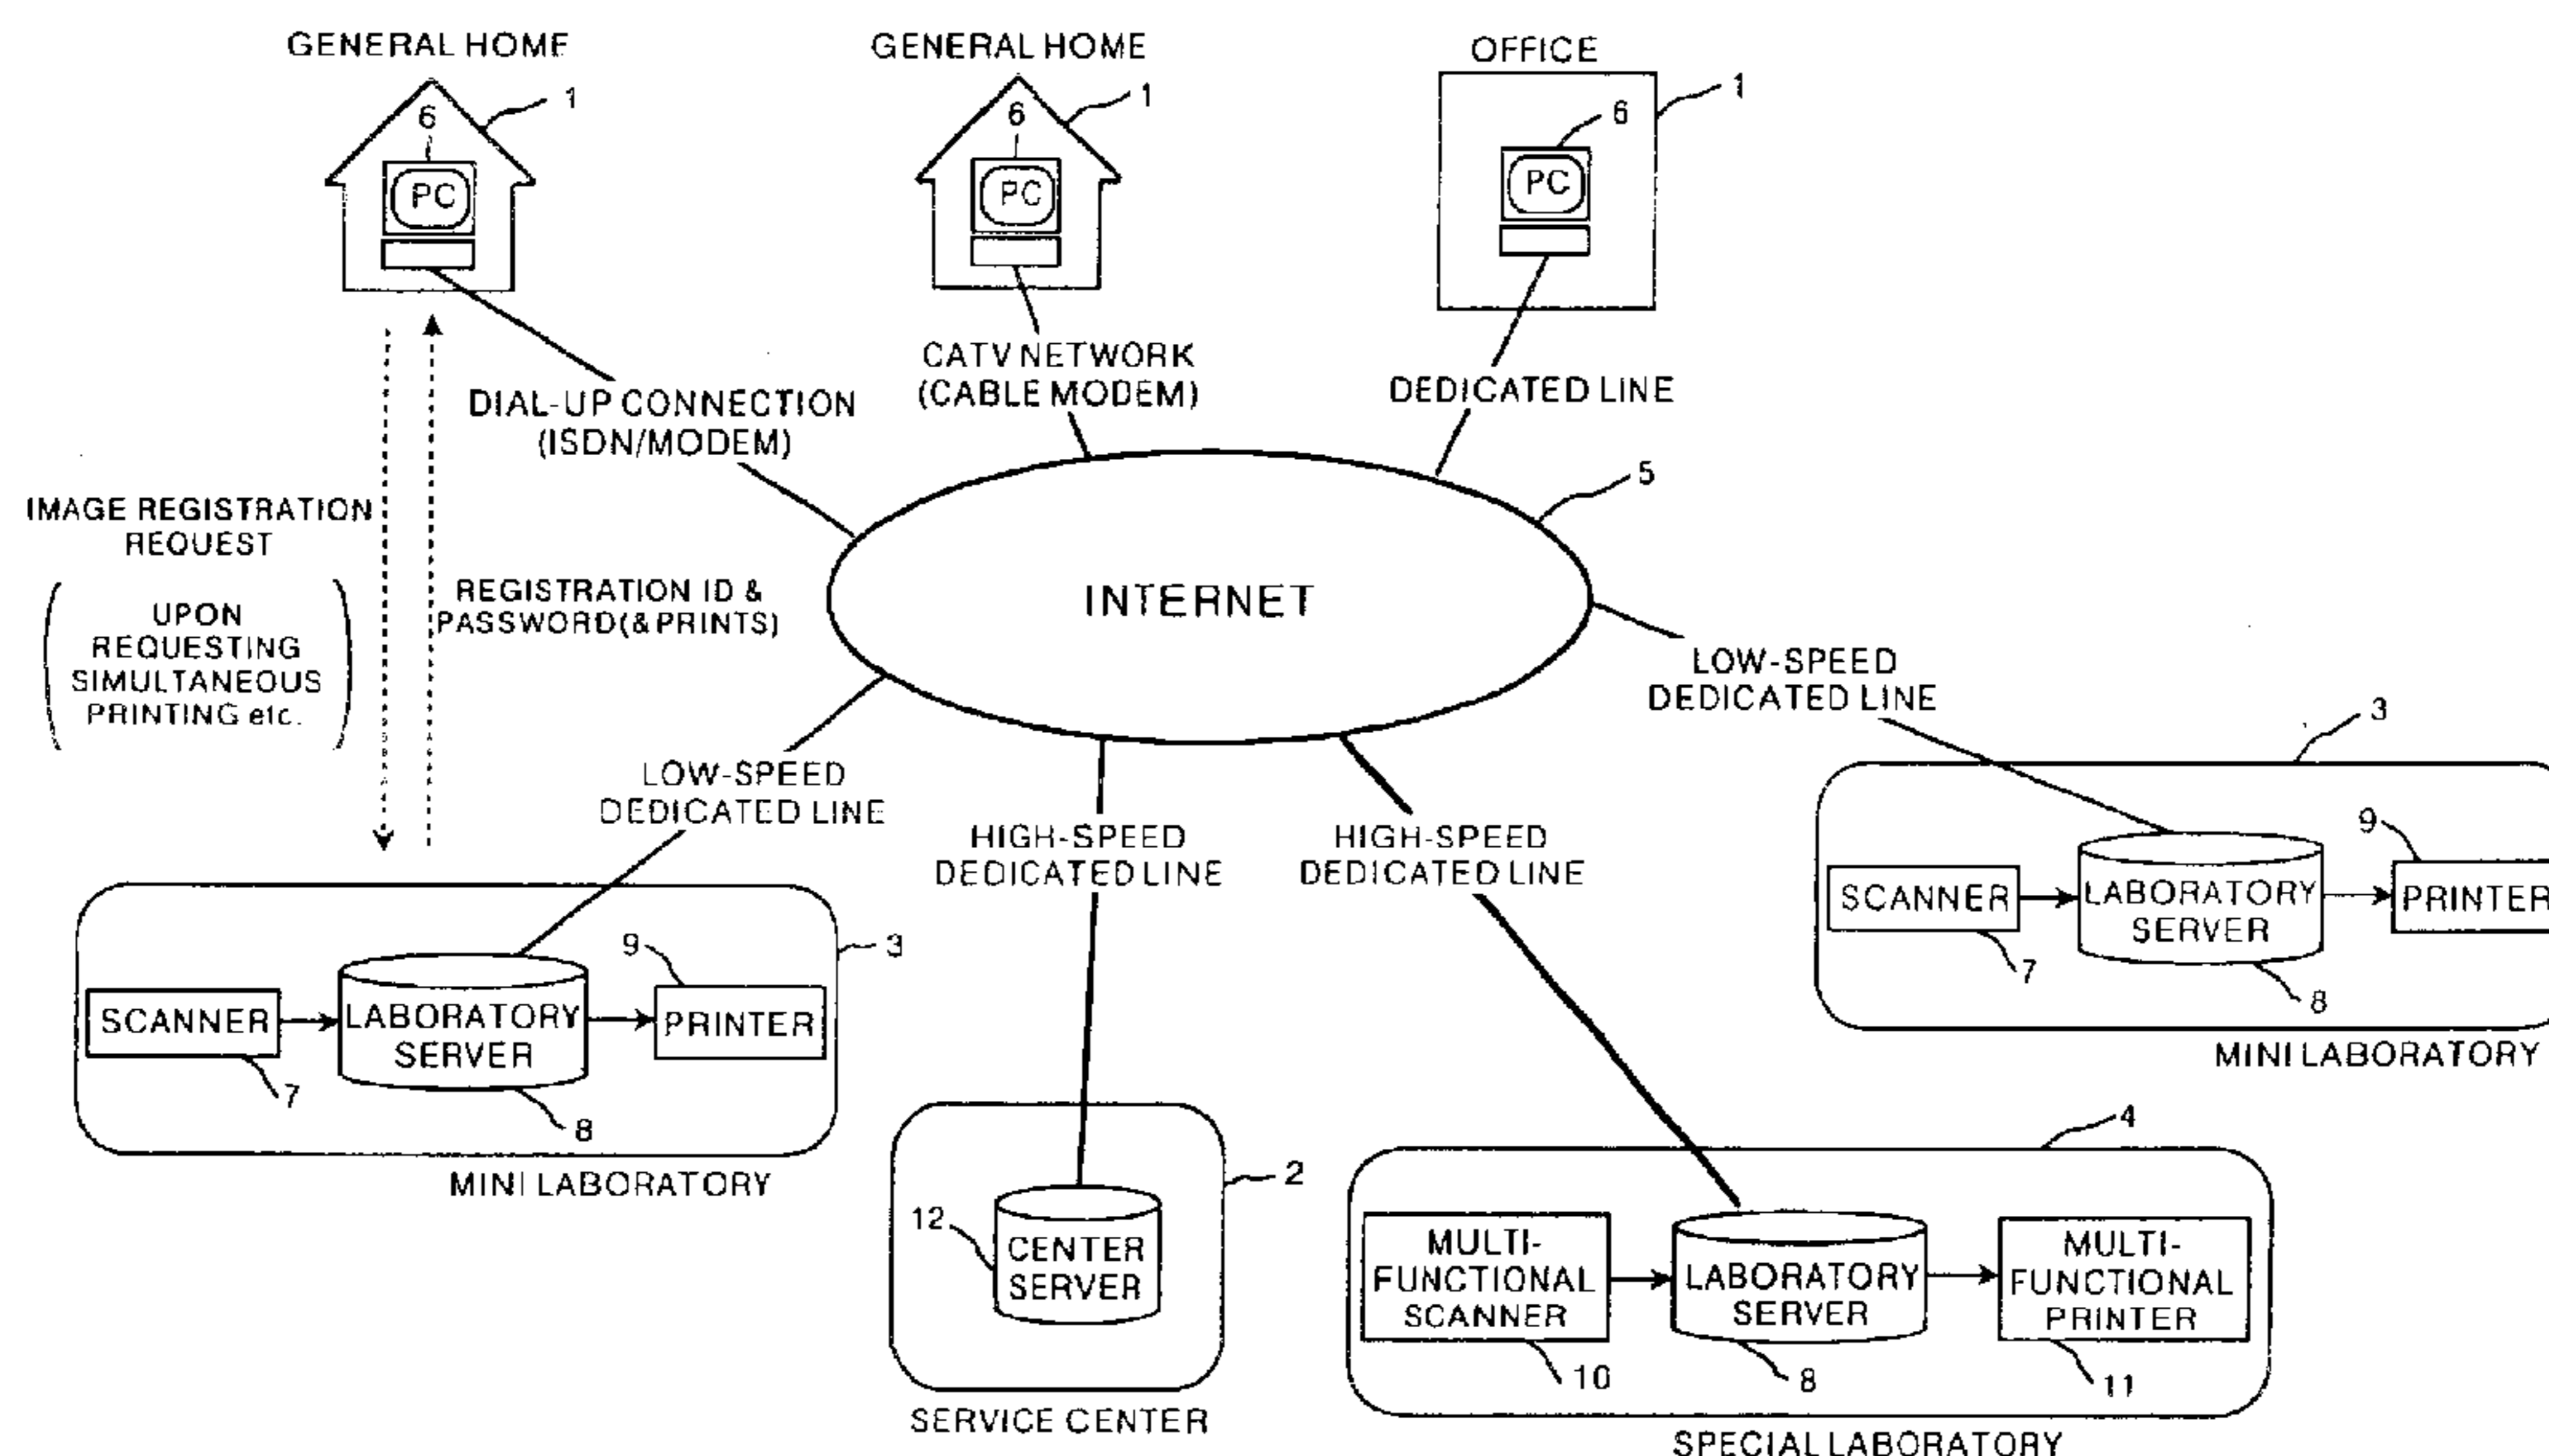 GENERAL HOME
1
6
PC
GENERAL HOME
1
6
PC
OFFICE
1
6
PC
DIAL-UP CONNECTION
(ISDN/MODEM)
CATV NETWORK
(CABLE MODEM)
DEDICATED LINE
5
INTERNET
IMAGE REGISTRATION
REQUEST
UPON
REQUESTING
SIMULTANEOUS
PRINTING etc.
REGISTRATION ID &
PASSWORD(& PRINTS)
LOW-SPEED
DEDICATED LINE
HIGH-SPEED
DEDICATED LINE
HIGH-SPEED
DEDICATED LINE
LOW-SPEED
DEDICATED LINE
3
9
SCANNER
LABORATORY
SERVER
PRINTER
7
8
MINI LABORATORY
3
9
SCANNER
LABORATORY
SERVER
PRINTER
7
8
MINI LABORATORY
2
12
CENTER
SERVER
SERVICE CENTER
4
MULTI-
FUNCTIONAL
SCANNER
LABORATORY
SERVER
MULTI-
FUNCTIONAL
PRINTER
10
8
11
SPECIAL LABORATORY